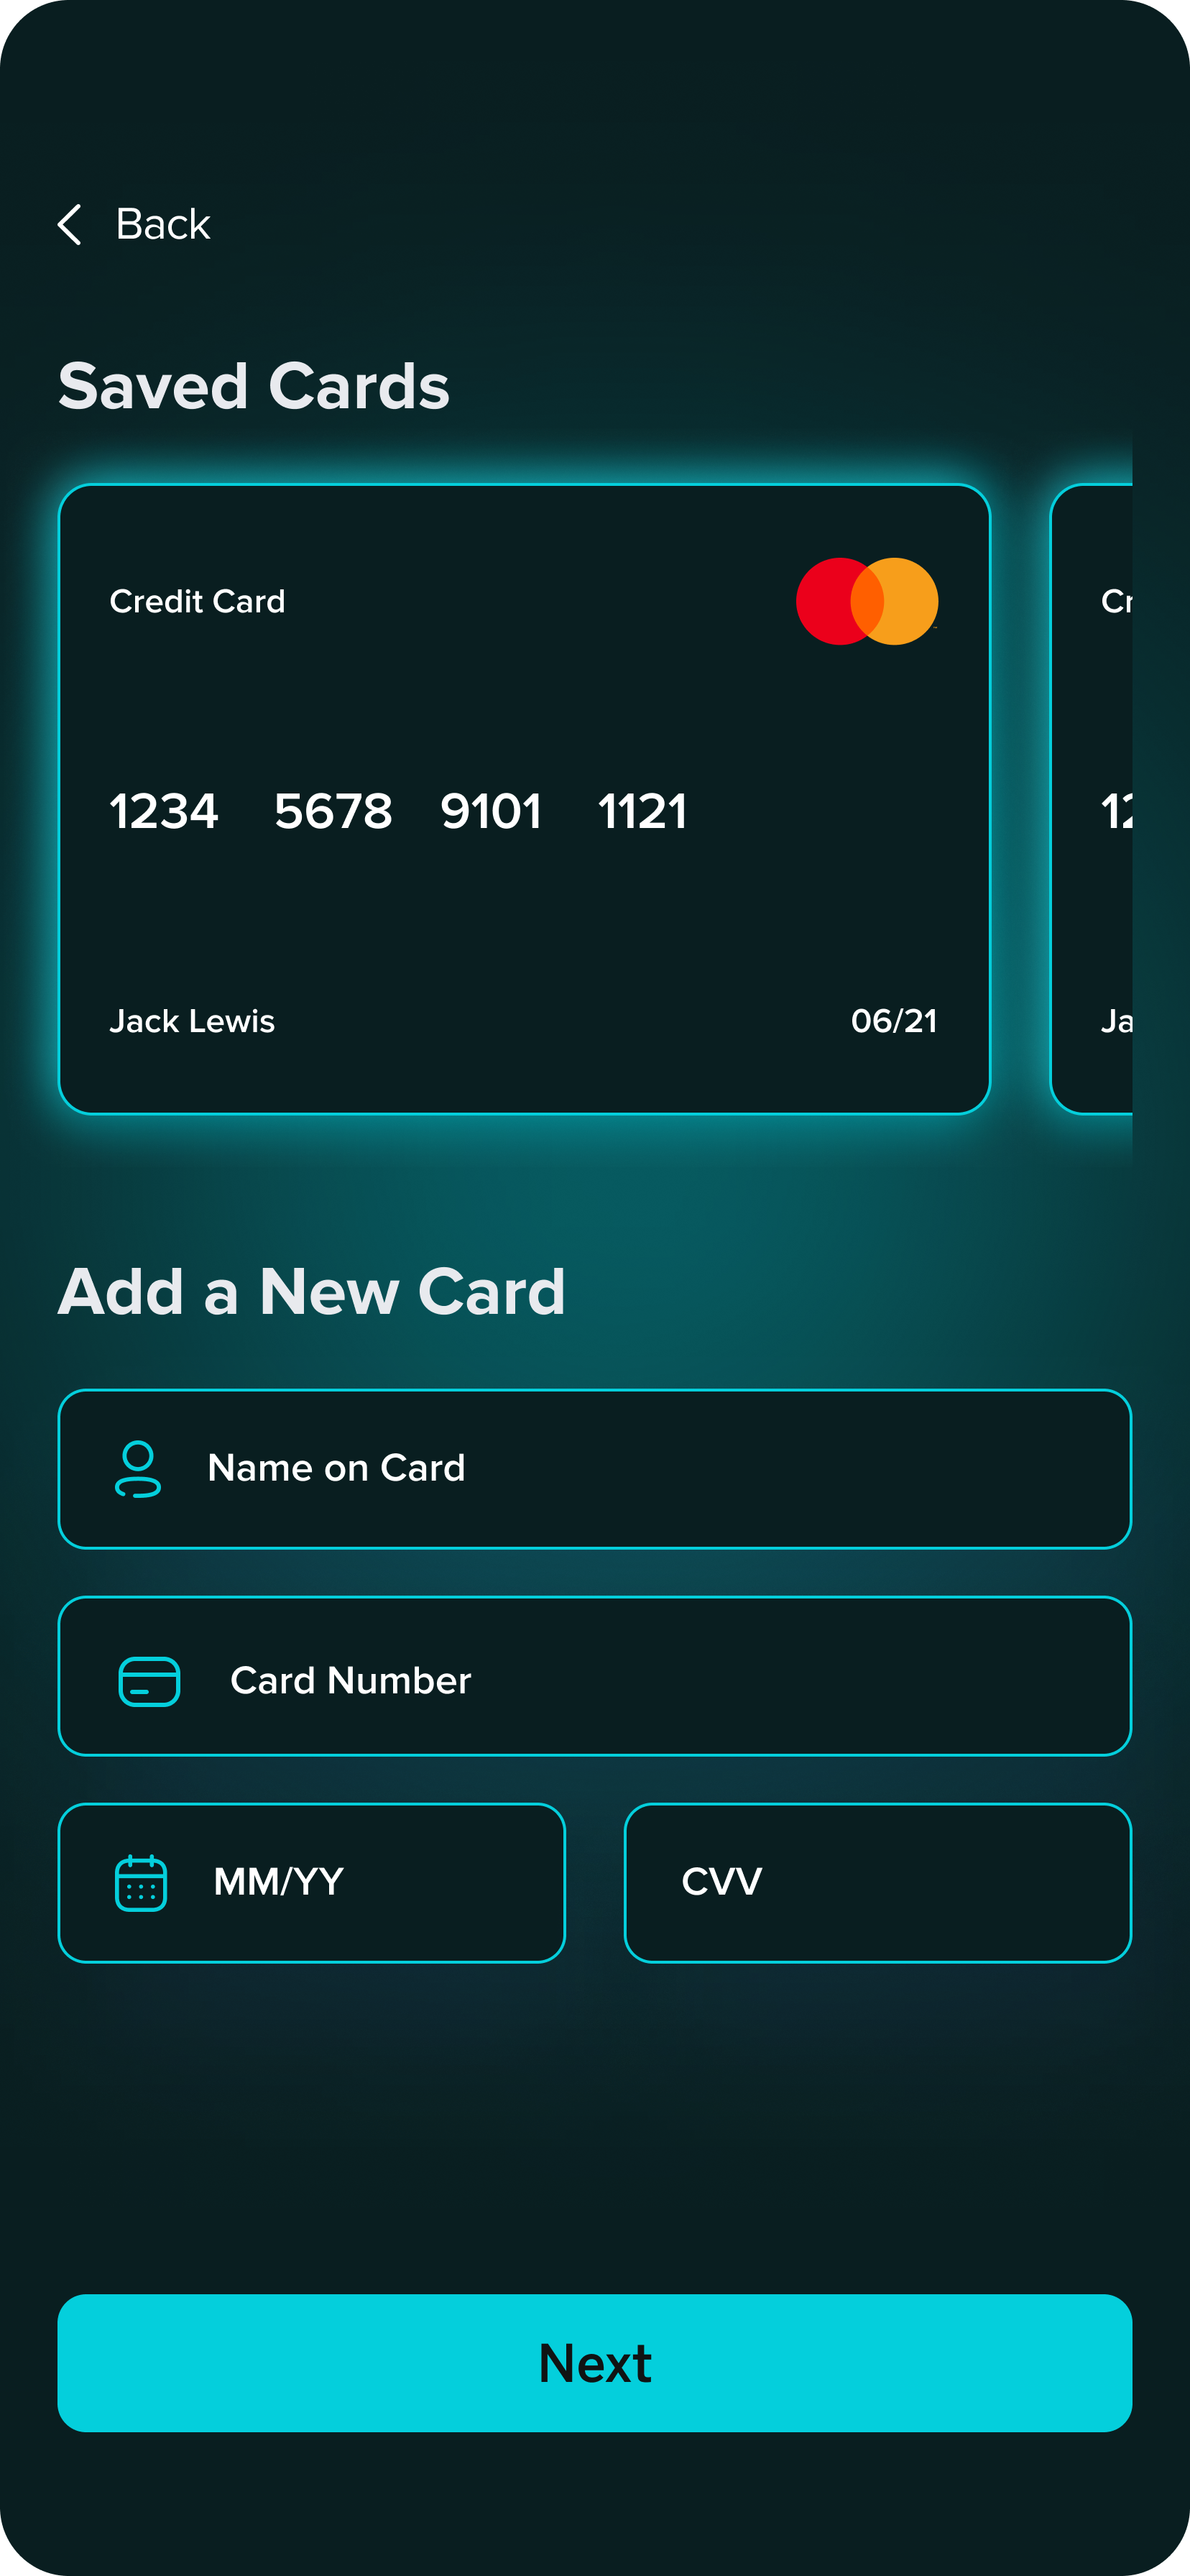 Back
Saved Cards
Credit Card
Cr
1234 5678 9101 1121
12
Jack Lewis 06/21
Ja
Add a New Card
Name on Card
Card Number
MM/YY
CVV
Next